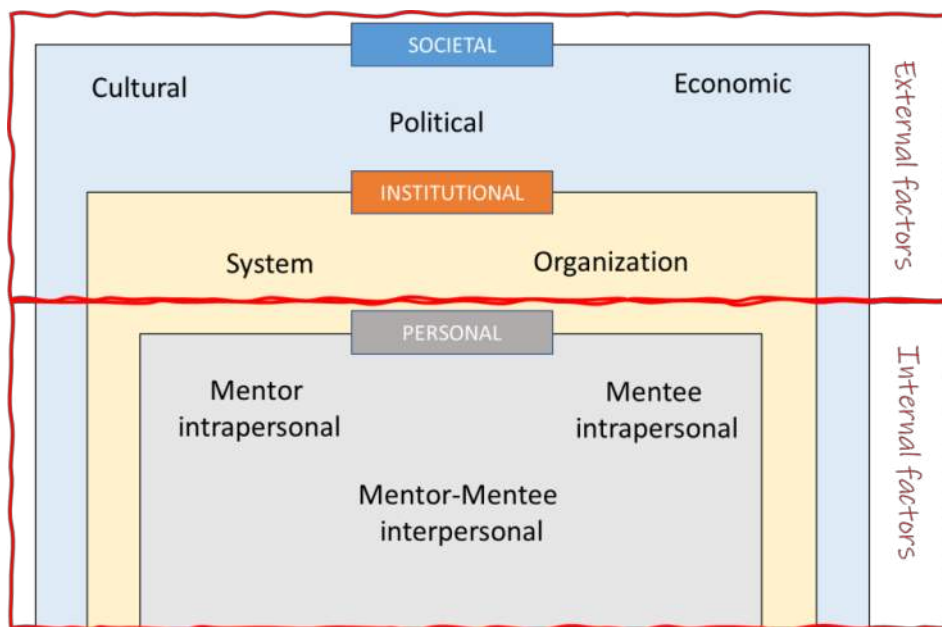 SOCIETAL
Cultural
Economic
Political
INSTITUTIONAL
System
Organization
External factors
PERSONAL
Mentor
intrapersonal
Mentee
intrapersonal
Mentor-Mentee
interpersonal
Internal factors